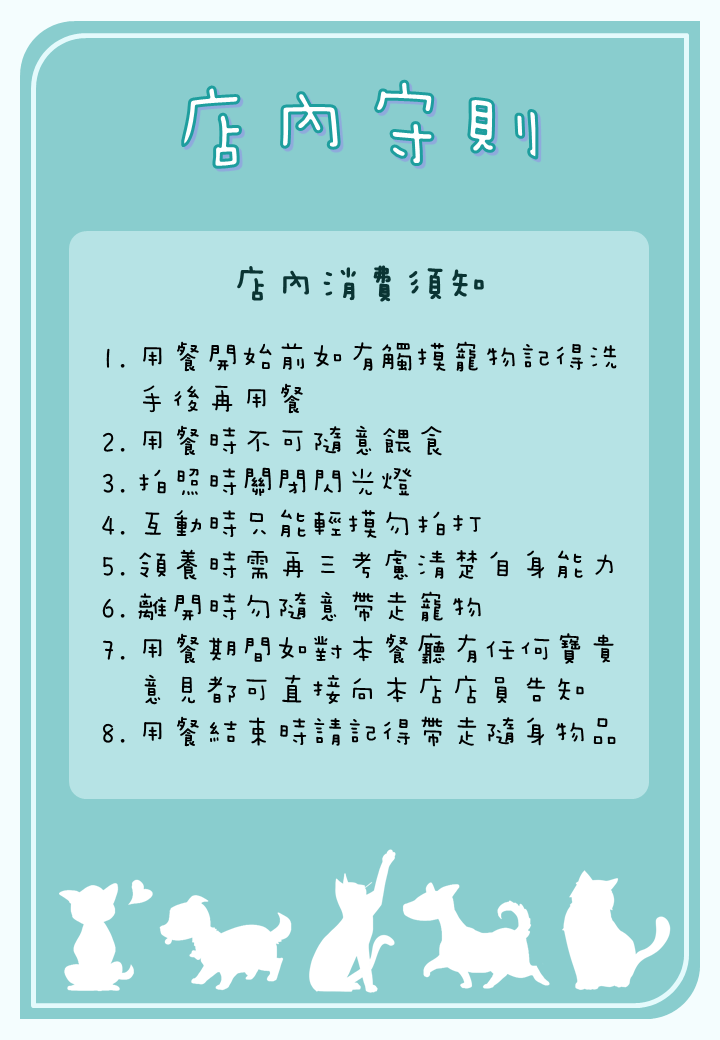 店內守則
店內消費須知
1. 用餐開始前如有觸摸寵物記得洗
手後再用餐
2. 用餐時不可隨意餵食
3. 拍照時關閉閃光燈
4. 互動時只能輕摸勿拍打
5. 領養時需再三考慮清楚自身能力
6. 離開時勿隨意帶走寵物
7. 用餐期間如對本餐廳有任何寶貴
意見都可直接向本店店員告知
8. 用餐結束時請記得帶走隨身物品